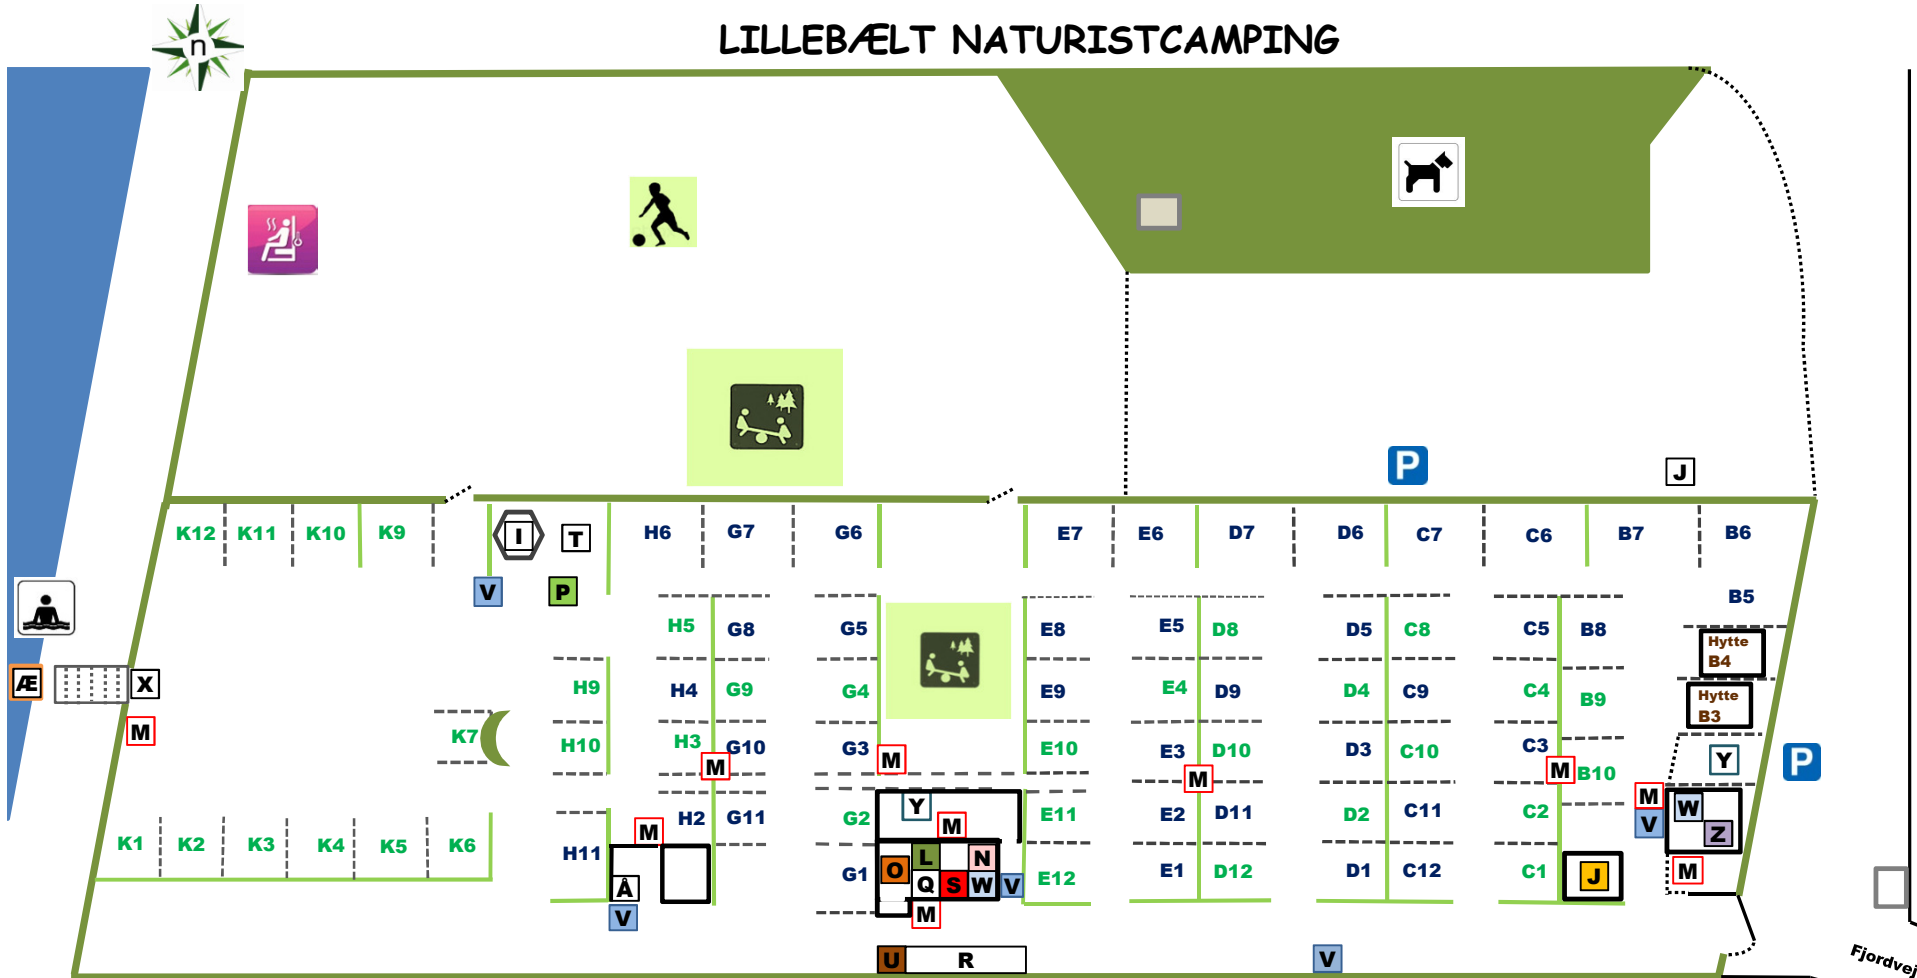 n
LILLEBÆLT NATURISTCAMPING
P
J
K12 K11 K10 K9 I T H6 G7 G6 E7 E6 D7 D6 C7 C6 B7 B6
V P B5
H5 G8 G5 E8 E5 D8 D5 C8 C5 B8
Hytte
B4
Æ X H9 H4 G9 G4 E9 E4 D9 D4 C9 C4 B9
Hytte
B3
M K7 H10 H3 G10 G3 M E10 E3 D10 D3 C10 C3 Y P
M M M B10
Y M W
K1 K2 K3 K4 K5 K6 M H2 G11 G2 M E11 E2 D11 D2 C11 C2 V Z
H11 L N
O
Å G1 Q S W V E12 E1 D12 D1 C12 C1 J M
V M
U R V
Fjordvej